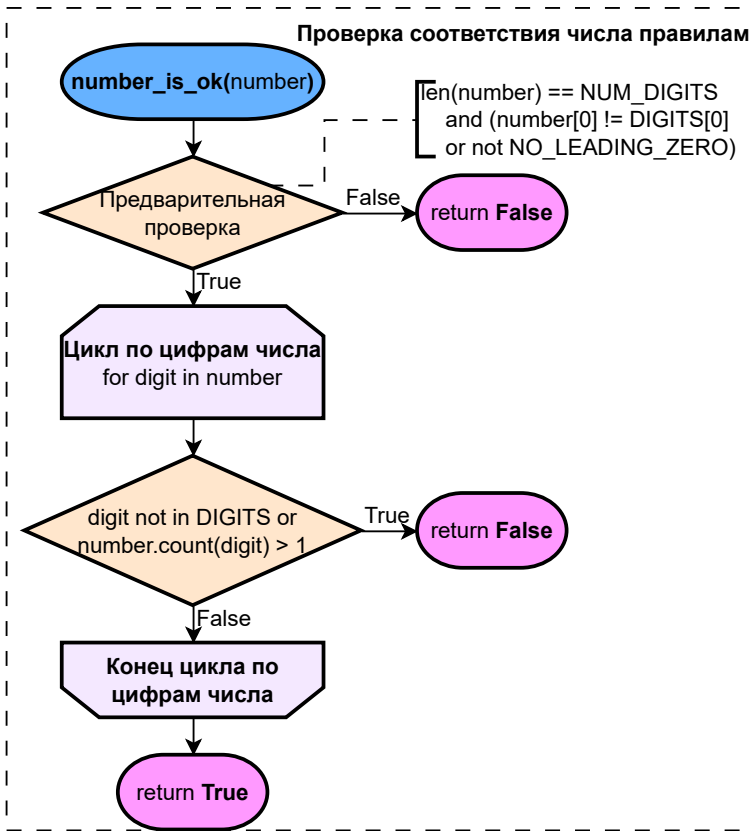 Проверка соответствия числа правилам
number_is_ok(number)
len(number) == NUM_DIGITS
and (number[0] != DIGITS[0]
or not NO_LEADING_ZERO)
Предварительная
проверка
False
return False
True
Цикл по цифрам числа
for digit in number
digit not in DIGITS or
number.count(digit) > 1
True
return False
False
Конец цикла по
цифрам числа
return True